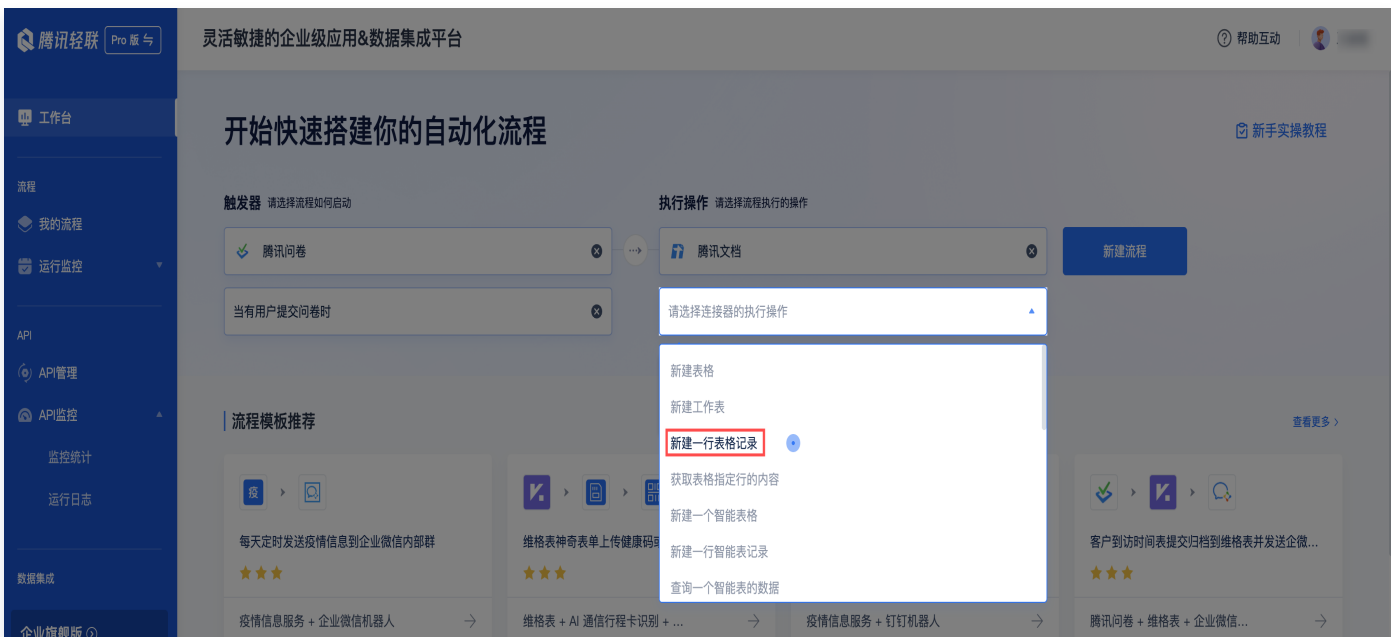 腾讯轻联 Pro 版
灵活敏捷的企业级应用&数据集成平台
帮助互动
工作台
开始快速搭建你的自动化流程
新手实操教程
流程
我的流程
运行监控
触发器 请选择流程如何启动
执行操作 请选择流程执行的操作
腾讯问卷
腾讯文档
新建流程
当有用户提交问卷时
请选择连接器的执行操作
API
API管理
API监控
监控统计
运行日志
新建表格
新建工作表
新建一行表格记录
获取表格指定行的内容
新建一个智能表格
新建一行智能表记录
查询一个智能表的数据
流程模板推荐
查看更多
疫
每天定时发送疫情信息到企业微信内部群
维格表神奇表单上传健康码
客户到访时间表提交归档到维格表并发送企微...
疫情信息服务 + 企业微信机器人
维格表 + AI 通信行程卡识别 + ...
疫情信息服务 + 钉钉机器人
腾讯问卷 + 维格表 + 企业微信...
数据集成
企业旗舰版